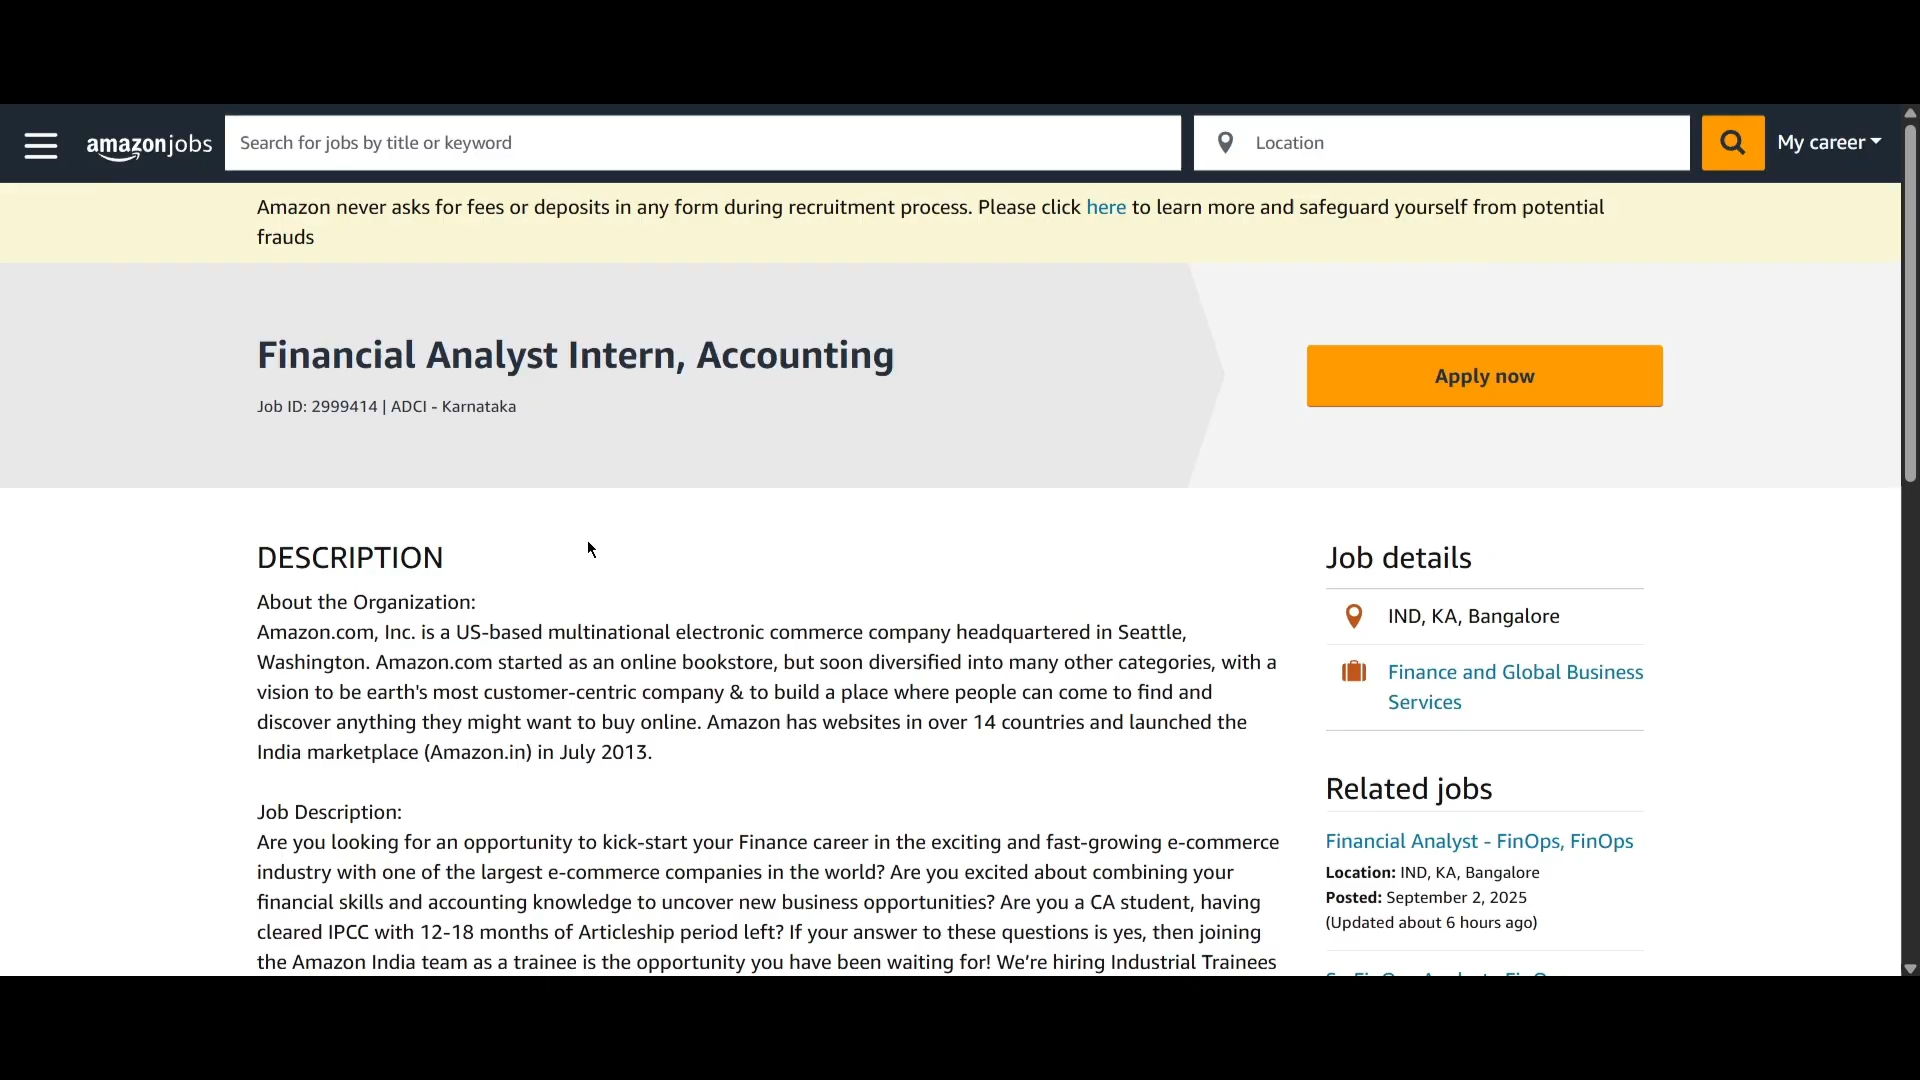 amazonjobs
Search for jobs by title or keyword
Location
My career
Amazon never asks for fees or deposits in any form during recruitment process. Please click here to learn more and safeguard yourself from potential
frauds
Financial Analyst Intern, Accounting
Job ID: 2999414 | ADCI - Karnataka
Apply now
DESCRIPTION
About the Organization:
Amazon.com, Inc. is a US-based multinational electronic commerce company headquartered in Seattle,
Washington. Amazon.com started as an online bookstore, but soon diversified into many other categories, with a
vision to be earth's most customer-centric company & to build a place where people can come to find and
discover anything they might want to buy online. Amazon has websites in over 14 countries and launched the
India marketplace (Amazon.in) in July 2013.
Job Description:
Are you looking for an opportunity to kick-start your Finance career in the exciting and fast-growing e-commerce
industry with one of the largest e-commerce companies in the world? Are you excited about combining your
financial skills and accounting knowledge to uncover new business opportunities? Are you a CA student, having
cleared IPCC with 12-18 months of Articleship period left? If your answer to these questions is yes, then joining
the Amazon India team as a trainee is the opportunity you have been waiting for! We’re hiring Industrial Trainees
Job details
IND, KA, Bangalore
Finance and Global Business
Services
Related jobs
Financial Analyst - FinOps, FinOps
Location: IND, KA, Bangalore
Posted: September 2, 2025
(Updated about 6 hours ago)